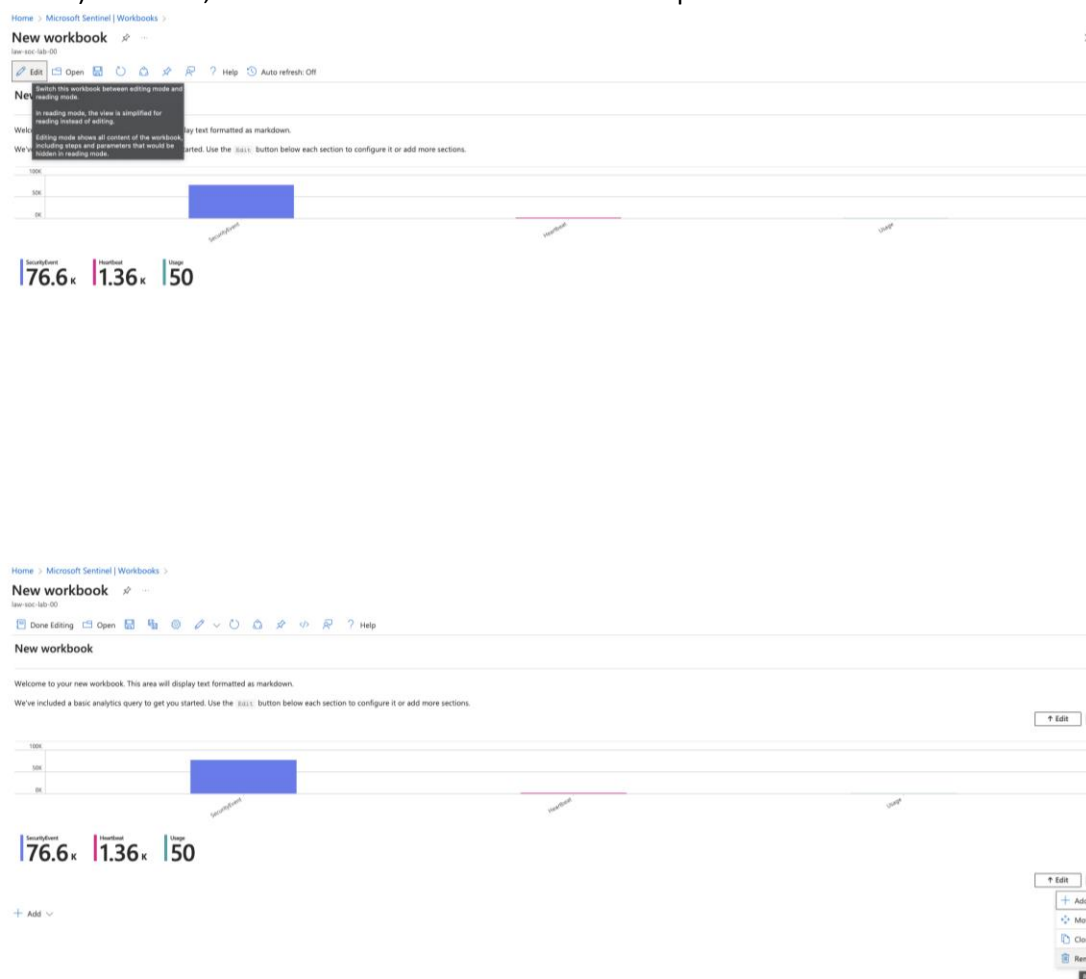 Home > Microsoft Sentinel | Workbooks >
New workbook
law-soc-lab-00
Edit Open Help Auto refresh: Off
Switch this workbook between editing mode and
reading mode.
In reading mode, the view is simplified for
reading instead of editing.
Editing mode shows all content of the workbook,
including steps and parameters that would be
hidden in reading mode.
lay text formatted as markdown.
arted. Use the Edit button below each section to configure it or add more sections.
100K
50K
0K
SecurityEvent Heartbeat Usage
SecurityEvent Heartbeat Usage
76.6 K 1.36 K 50
Home > Microsoft Sentinel | Workbooks >
New workbook
law-soc-lab-00
Done Editing Open Help
New workbook
Welcome to your new workbook. This area will display text formatted as markdown.
We've included a basic analytics query to get you started. Use the Edit button below each section to configure it or add more sections.
↑ Edit
100K
50K
0K
SecurityEvent Heartbeat Usage
SecurityEvent Heartbeat Usage
76.6 K 1.36 K 50
↑ Edit
+ Add
+ Add
Mo
Clo
Rem